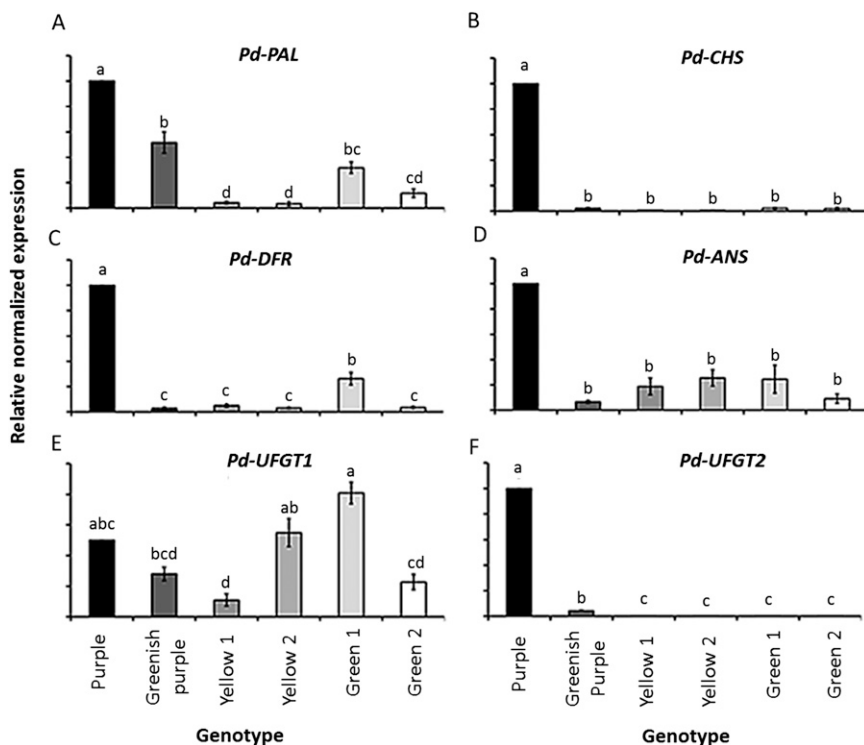 A
Pd-PAL
a
b
d
d
bc
cd
B
Pd-CHS
a
b
b
b
b
b
Relative normalized expression
C
Pd-DFR
a
c
c
c
b
c
D
Pd-ANS
a
b
b
b
b
b
E
Pd-UFGT1
abc
bcd
d
ab
a
cd
Purple
Greenish
purple
Yellow 1
Yellow 2
Green 1
Green 2
Genotype
F
Pd-UFGT2
a
b
c
c
c
c
Purple
Greenish
Purple
Yellow 1
Yellow 2
Green 1
Green 2
Genotype